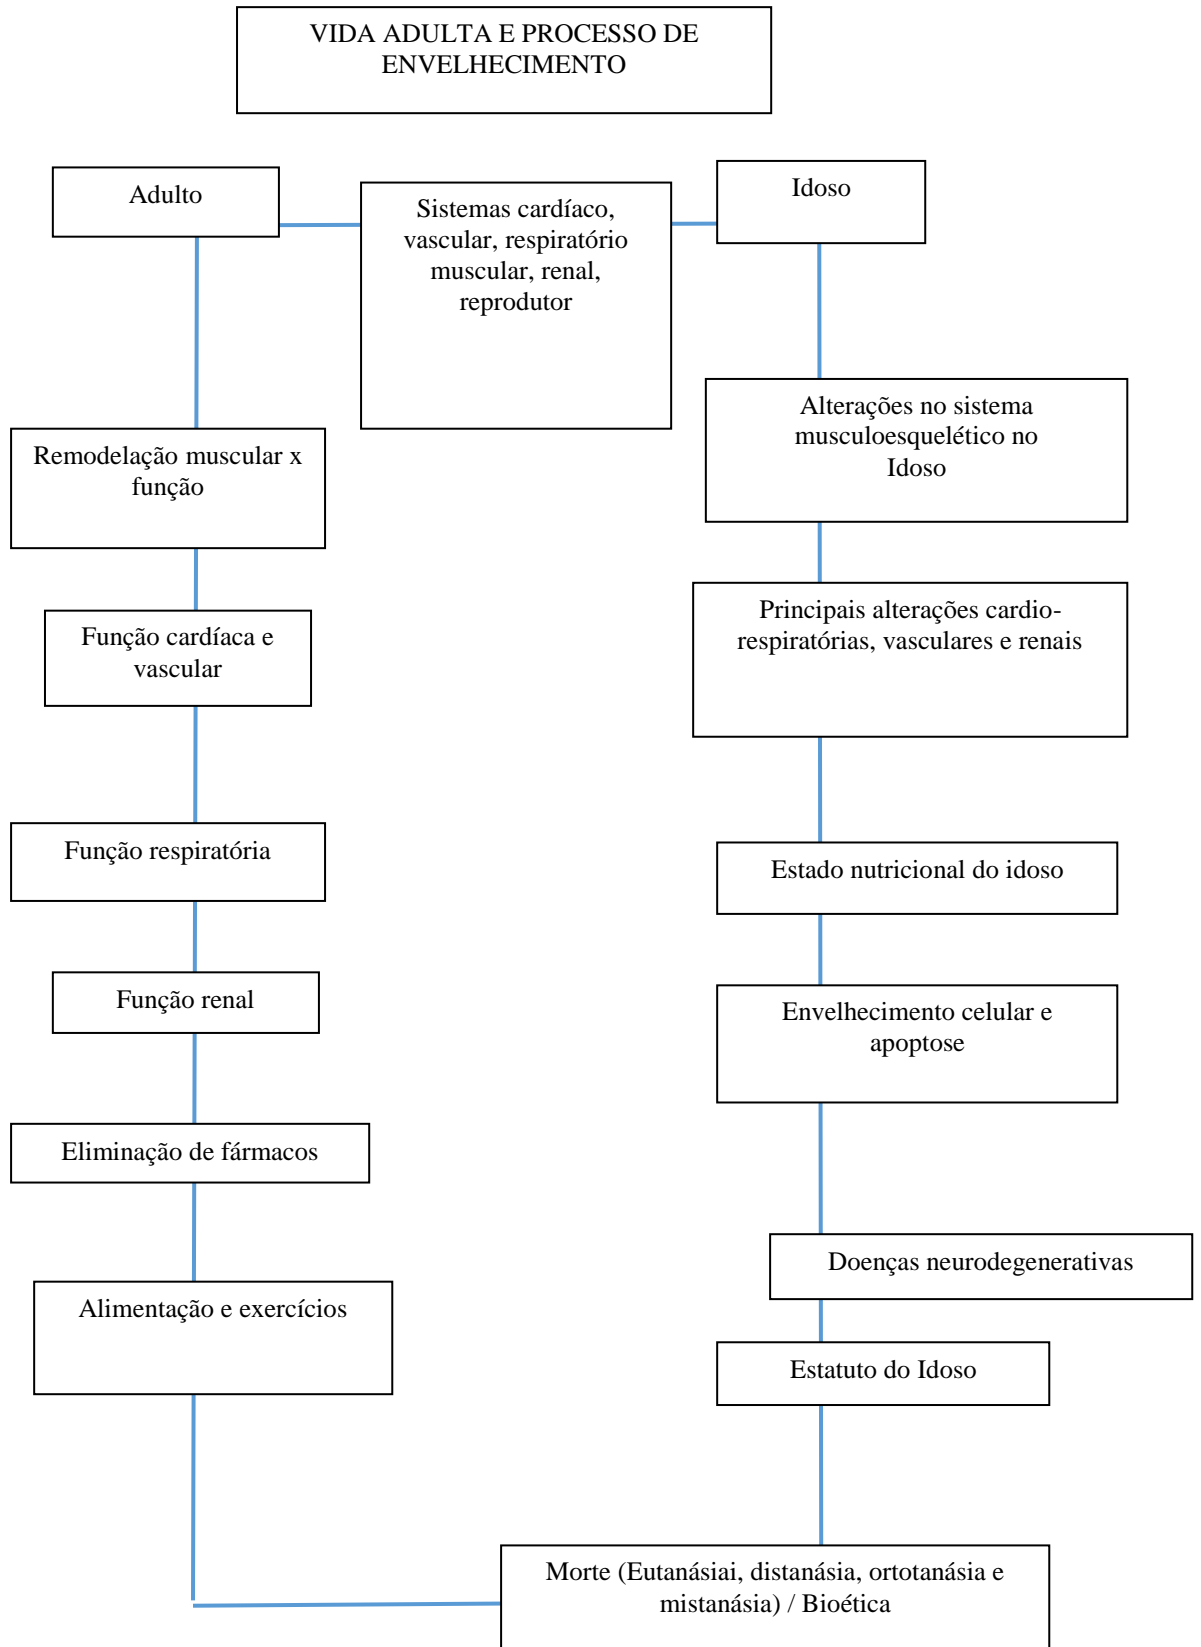 VIDA ADULTA E PROCESSO DE
ENVELHECIMENTO
Adulto
Sistemas cardíaco,
vascular, respiratório
muscular, renal,
reprodutor
Idoso
Remodelação muscular x
função
Função cardíaca e
vascular
Função respiratória
Função renal
Eliminação de fármacos
Alimentação e exercícios
Alterações no sistema
musculoesquelético no
Idoso
Principais alterações cardio-
respiratórias, vasculares e renais
Estado nutricional do idoso
Envelhecimento celular e
apoptose
Doenças neurodegenerativas
Estatuto do Idoso
Morte (Eutanásiai, distanásia, ortotanásia e
mistanásia) / Bioética